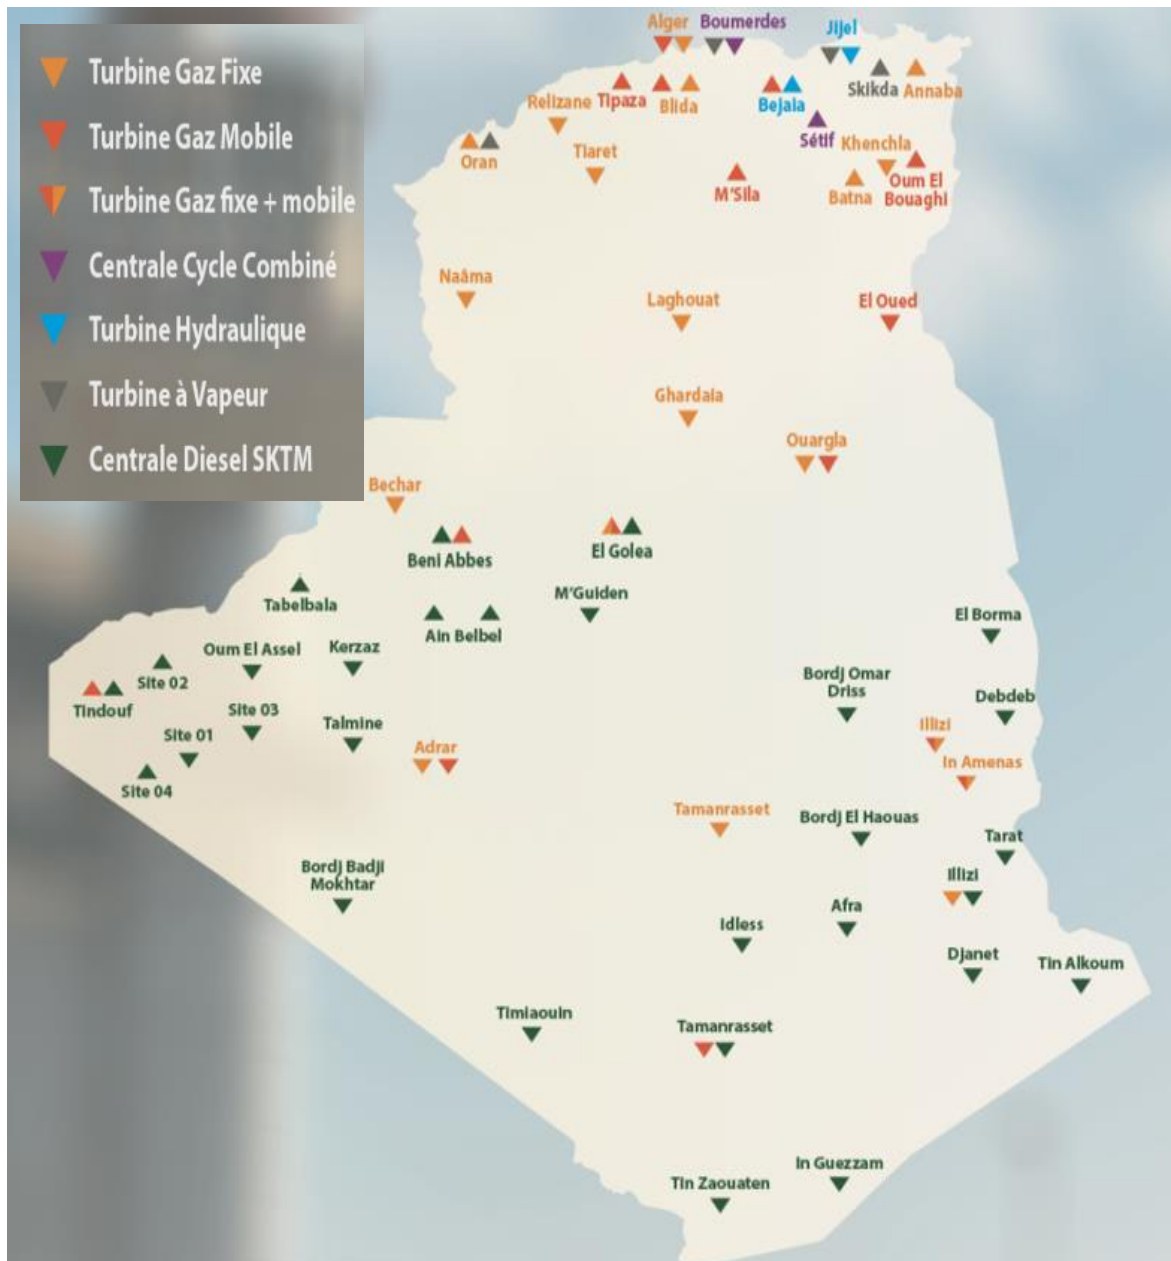 Turbine Gaz Fixe
Turbine Gaz Mobile
Turbine Gaz fixe + mobile
Centrale Cycle Combiné
Turbine Hydraulique
Turbine à Vapeur
Centrale Diesel SKTM
Alger
Boumerdes
Jijel
Skikda
Annaba
Relizane
Tipaza
Blida
Bejaia
Sétif
Khenchla
Oran
Tiaret
M'Sila
Batna
Oum El
Bouaghi
Naâma
Laghouat
El Oued
Ghardaia
Ouargla
Bechar
Beni Abbes
El Golea
Tabelbala
M'Guiden
Ain Belbel
El Borma
Oum El Assel
Kerzaz
Site 02
Tindouf
Site 03
Bordj Omar
Driss
Debdeb
Site 01
Talmine
Illizi
Adrar
In Amenas
Site 04
Tamanrasset
Bordj El Haouas
Tarat
Bordj Badji
Mokhtar
Illizi
Afra
Idless
Djanet
Tin Alkoum
Timiaouin
Tamanrasset
In Guezzam
Tin Zaouaten